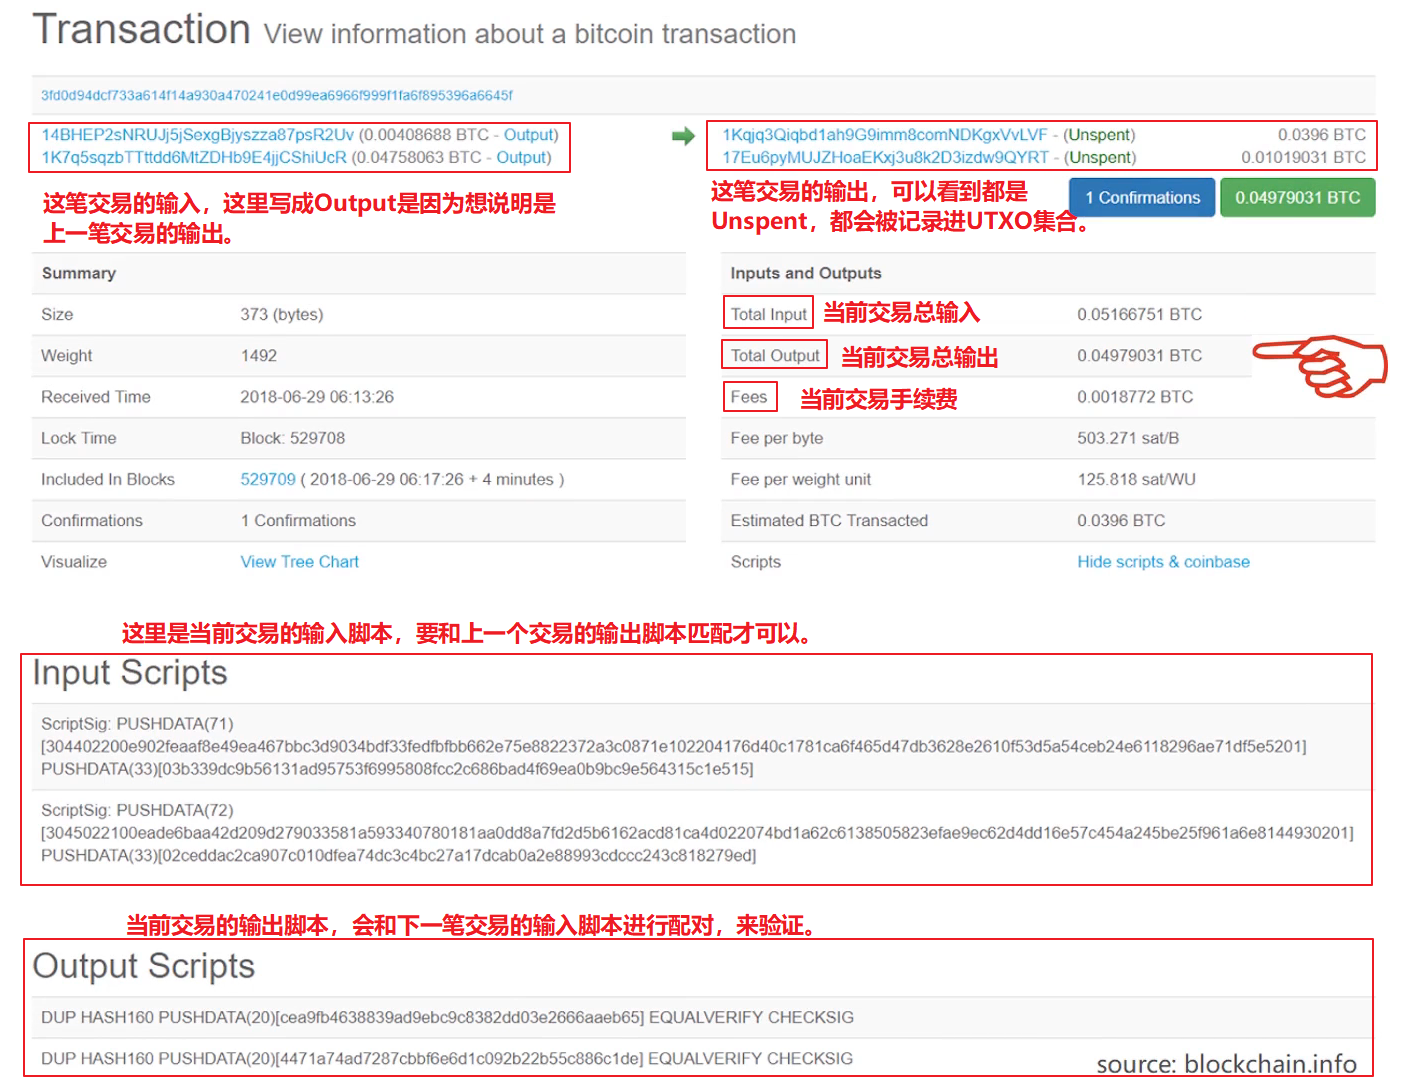 Transaction View information about a bitcoin transaction
3fd0d94dcf733a614f14a930a470241e0d99ea6966f999f1fa6f895396a6645f
14BHEP2sNRUJj5jSexgBjyszza87psR2Uv (0.00408688 BTC - Output)
1K7q5sqzbTTttdd6MtZDHb9E4jjCShiUcR (0.04758063 BTC - Output)
1Kqjq3Qiqbd1ah9G9imm8comNDKgxVvLVF - (Unspent) 0.0396 BTC
17Eu6pyMUJZHoaEKxj3u8k2D3izdw9QYRT - (Unspent) 0.01019031 BTC
这笔交易的输入，这里写成Output是因为想说明是
上一笔交易的输出。
这笔交易的输出，可以看到都是
Unspent，都会被记录进UTXO集合。
1 Confirmations
0.04979031 BTC
Summary
Size 373 (bytes)
Weight 1492
Received Time 2018-06-29 06:13:26
Lock Time Block: 529708
Included In Blocks 529709 ( 2018-06-29 06:17:26 + 4 minutes )
Confirmations 1 Confirmations
Visualize View Tree Chart
Inputs and Outputs
Total Input 当前交易总输入 0.05166751 BTC
Total Output 当前交易总输出 0.04979031 BTC
Fees 当前交易手续费 0.0018772 BTC
Fee per byte 503.271 sat/B
Fee per weight unit 125.818 sat/WU
Estimated BTC Transacted 0.0396 BTC
Scripts Hide scripts & coinbase
这里是当前交易的输入脚本，要和上一个交易的输出脚本匹配才可以。
Input Scripts
ScriptSig: PUSHDATA(71)
[304402200e902feaaf8e49ea467bbc3d9034bdf33fedfbfbb662e75e8822372a3c0871e102204176d40c1781ca6f465d47db3628e2610f53d5a54ceb24e6118296ae71df5e5201]
PUSHDATA(33)[03b339dc9b56131ad95753f6995808fcc2c686bad4f69ea0b9bc9e564315c1e515]
ScriptSig: PUSHDATA(72)
[3045022100eade6baa42d209d279033581a593340780181aa0dd8a7fd2d5b6162acd81ca4d022074bd1a62c6138505823efae9ec62d4dd16e57c454a245be25f961a6e8144930201]
PUSHDATA(33)[02ceddac2ca907c010dfea74dc3c4bc27a17dcab0a2e88993cdccc243c818279ed]
当前交易的输出脚本，会和下一笔交易的输入脚本进行配对，来验证。
Output Scripts
DUP HASH160 PUSHDATA(20)[cea9fb4638839ad9ebc9c8382dd03e2666aaeb65] EQUALVERIFY CHECKSIG
DUP HASH160 PUSHDATA(20)[4471a74ad7287cbbf6e6d1c092b22b55c886c1de] EQUALVERIFY CHECKSIG
source: blockchain.info